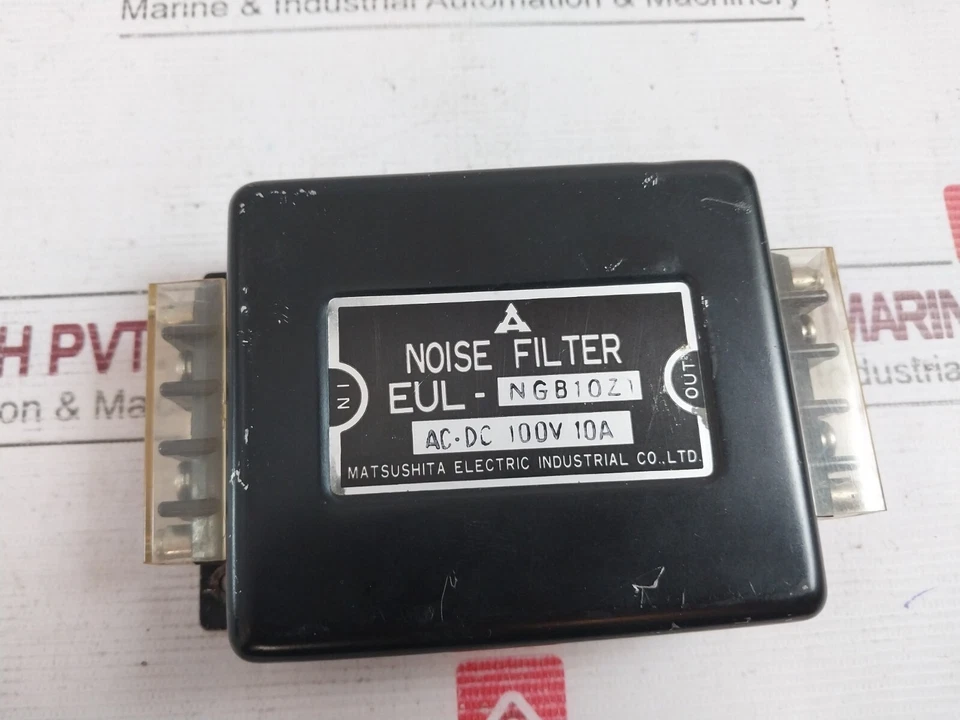 Marine & Industrial Automation & Machinery
NOISE FILTER
EUL - NGB10Z1
IN
OUT
AC·DC 100V 10A
MATSUSHITA ELECTRIC INDUSTRIAL CO.,LTD.
H PVT
MARIN
on & Ma
dustria